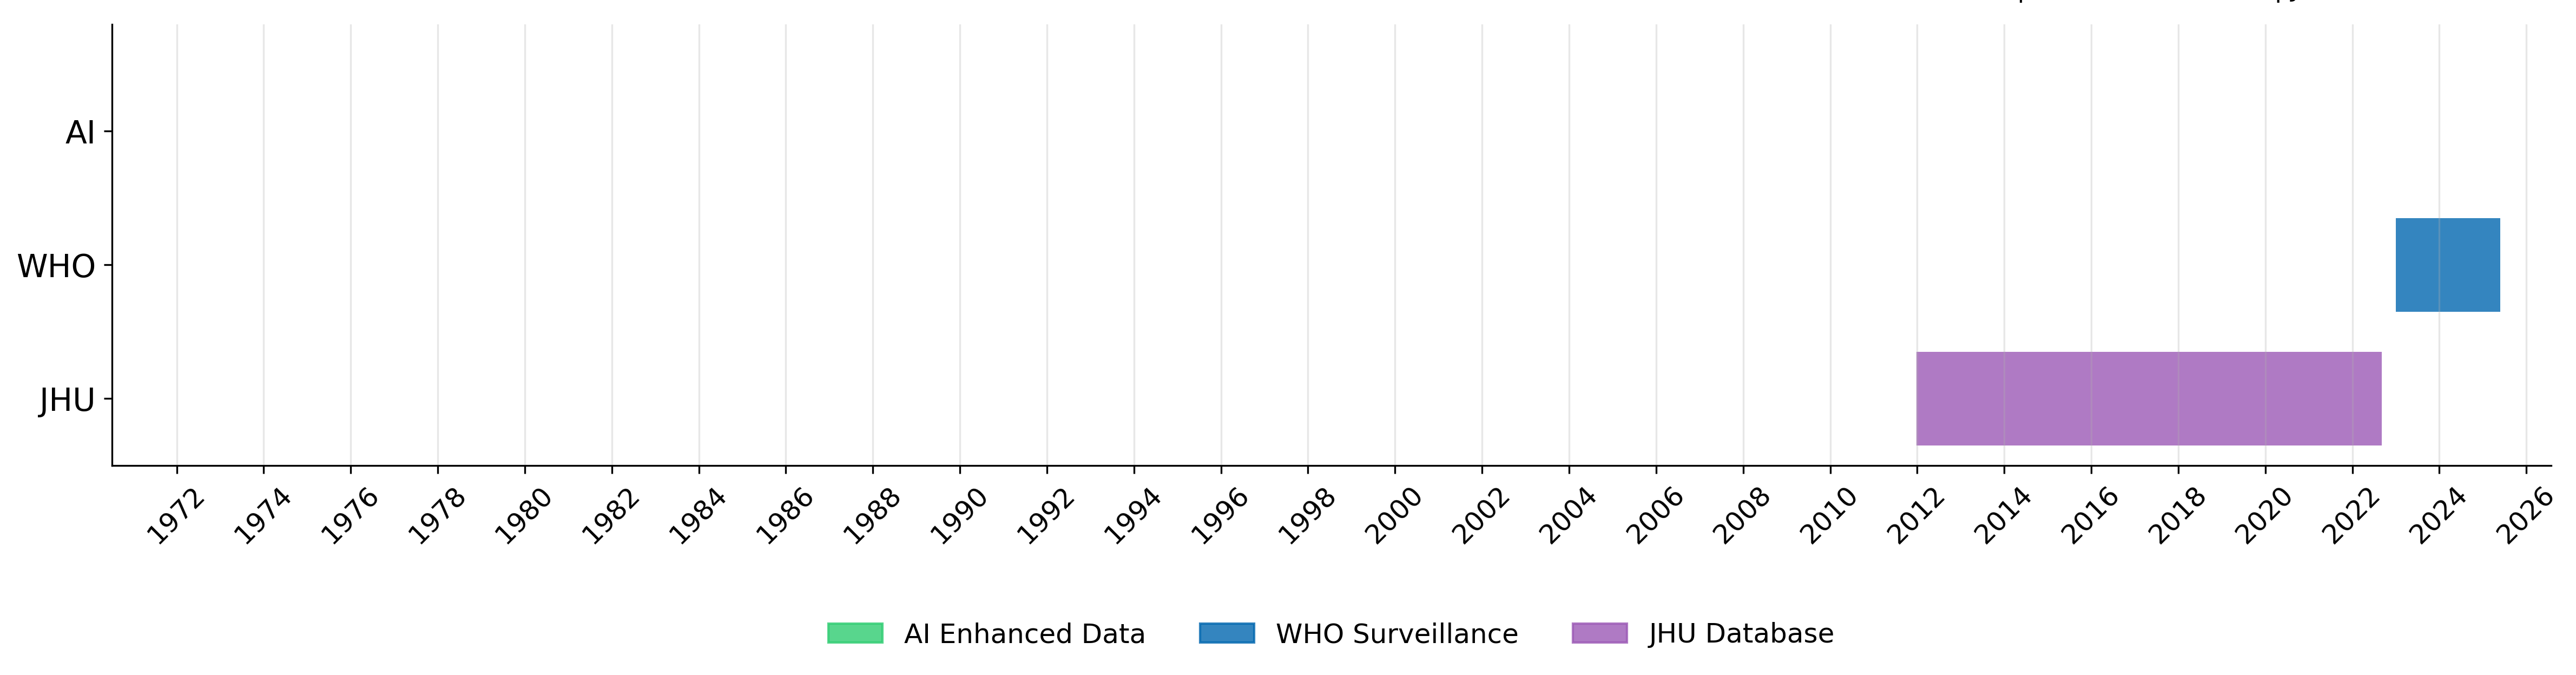 AI
WHO
JHU
1972 1974 1976 1978 1980 1982 1984 1986 1988 1990 1992 1994 1996 1998 2000 2002 2004 2006 2008 2010 2012 2014 2016 2018 2020 2022 2024 2026
AI Enhanced Data WHO Surveillance JHU Database